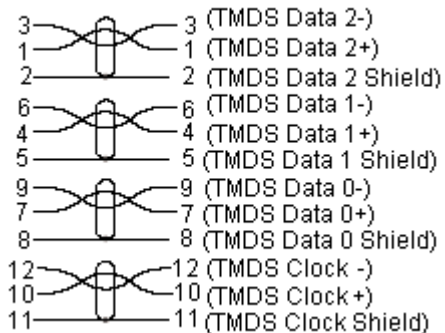 3 3 (TMDS Data 2-)
1 1 (TMDS Data 2+)
2 2 (TMDS Data 2 Shield)
6 6 (TMDS Data 1-)
4 4 (TMDS Data 1+)
5 5 (TMDS Data 1 Shield)
9 9 (TMDS Data 0-)
7 7 (TMDS Data 0+)
8 8 (TMDS Data 0 Shield)
12 12 (TMDS Clock -)
10 10 (TMDS Clock+)
11 11 (TMDS Clock Shield)